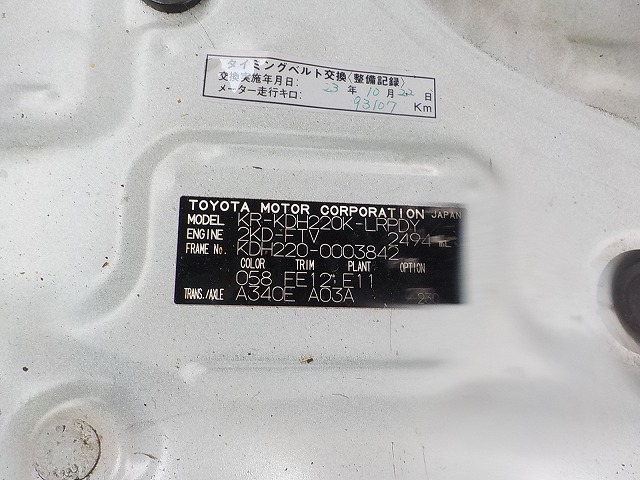 タイミングベルト交換〈整備記録〉
交換実施年月日: 23 年 10 月 22 日
メーター走行キロ: 93107 Km
TOYOTA MOTOR CORPORATION JAPAN
MODEL KR-KDH220K-LRPDY
ENGINE 2KD-FTV 2494 mL
FRAME No. KDH220-0003842
COLOR TRIM PLANT OPTION
058 FE12 E11
TRANS./AXLE A340E A03A